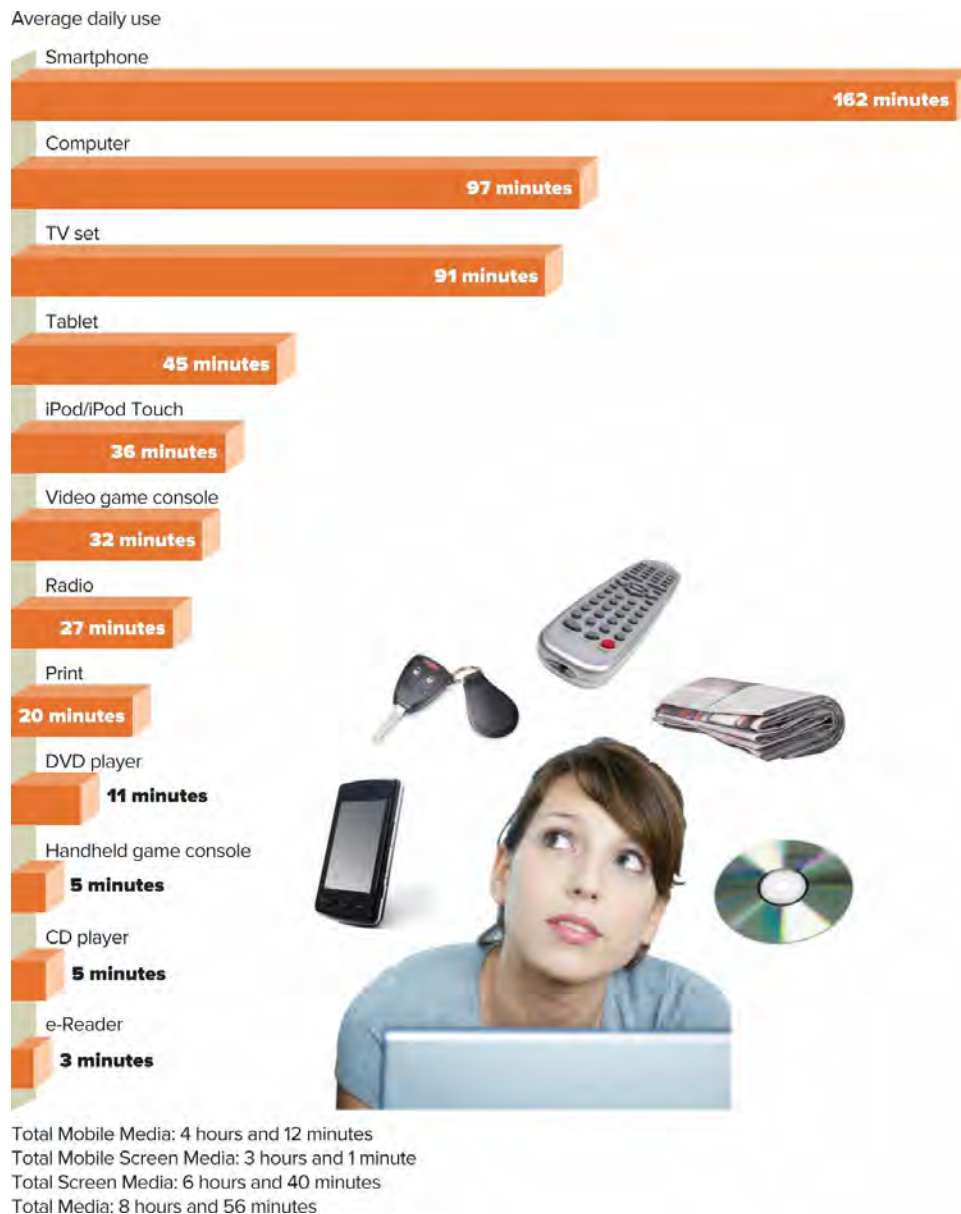 Average daily use
Smartphone
162 minutes
Computer
97 minutes
TV set
91 minutes
Tablet
45 minutes
iPod/iPod Touch
36 minutes
Video game console
32 minutes
Radio
27 minutes
Print
20 minutes
DVD player
11 minutes
Handheld game console
5 minutes
CD player
5 minutes
e-Reader
3 minutes
Total Mobile Media: 4 hours and 12 minutes
Total Mobile Screen Media: 3 hours and 1 minute
Total Screen Media: 6 hours and 40 minutes
Total Media: 8 hours and 56 minutes